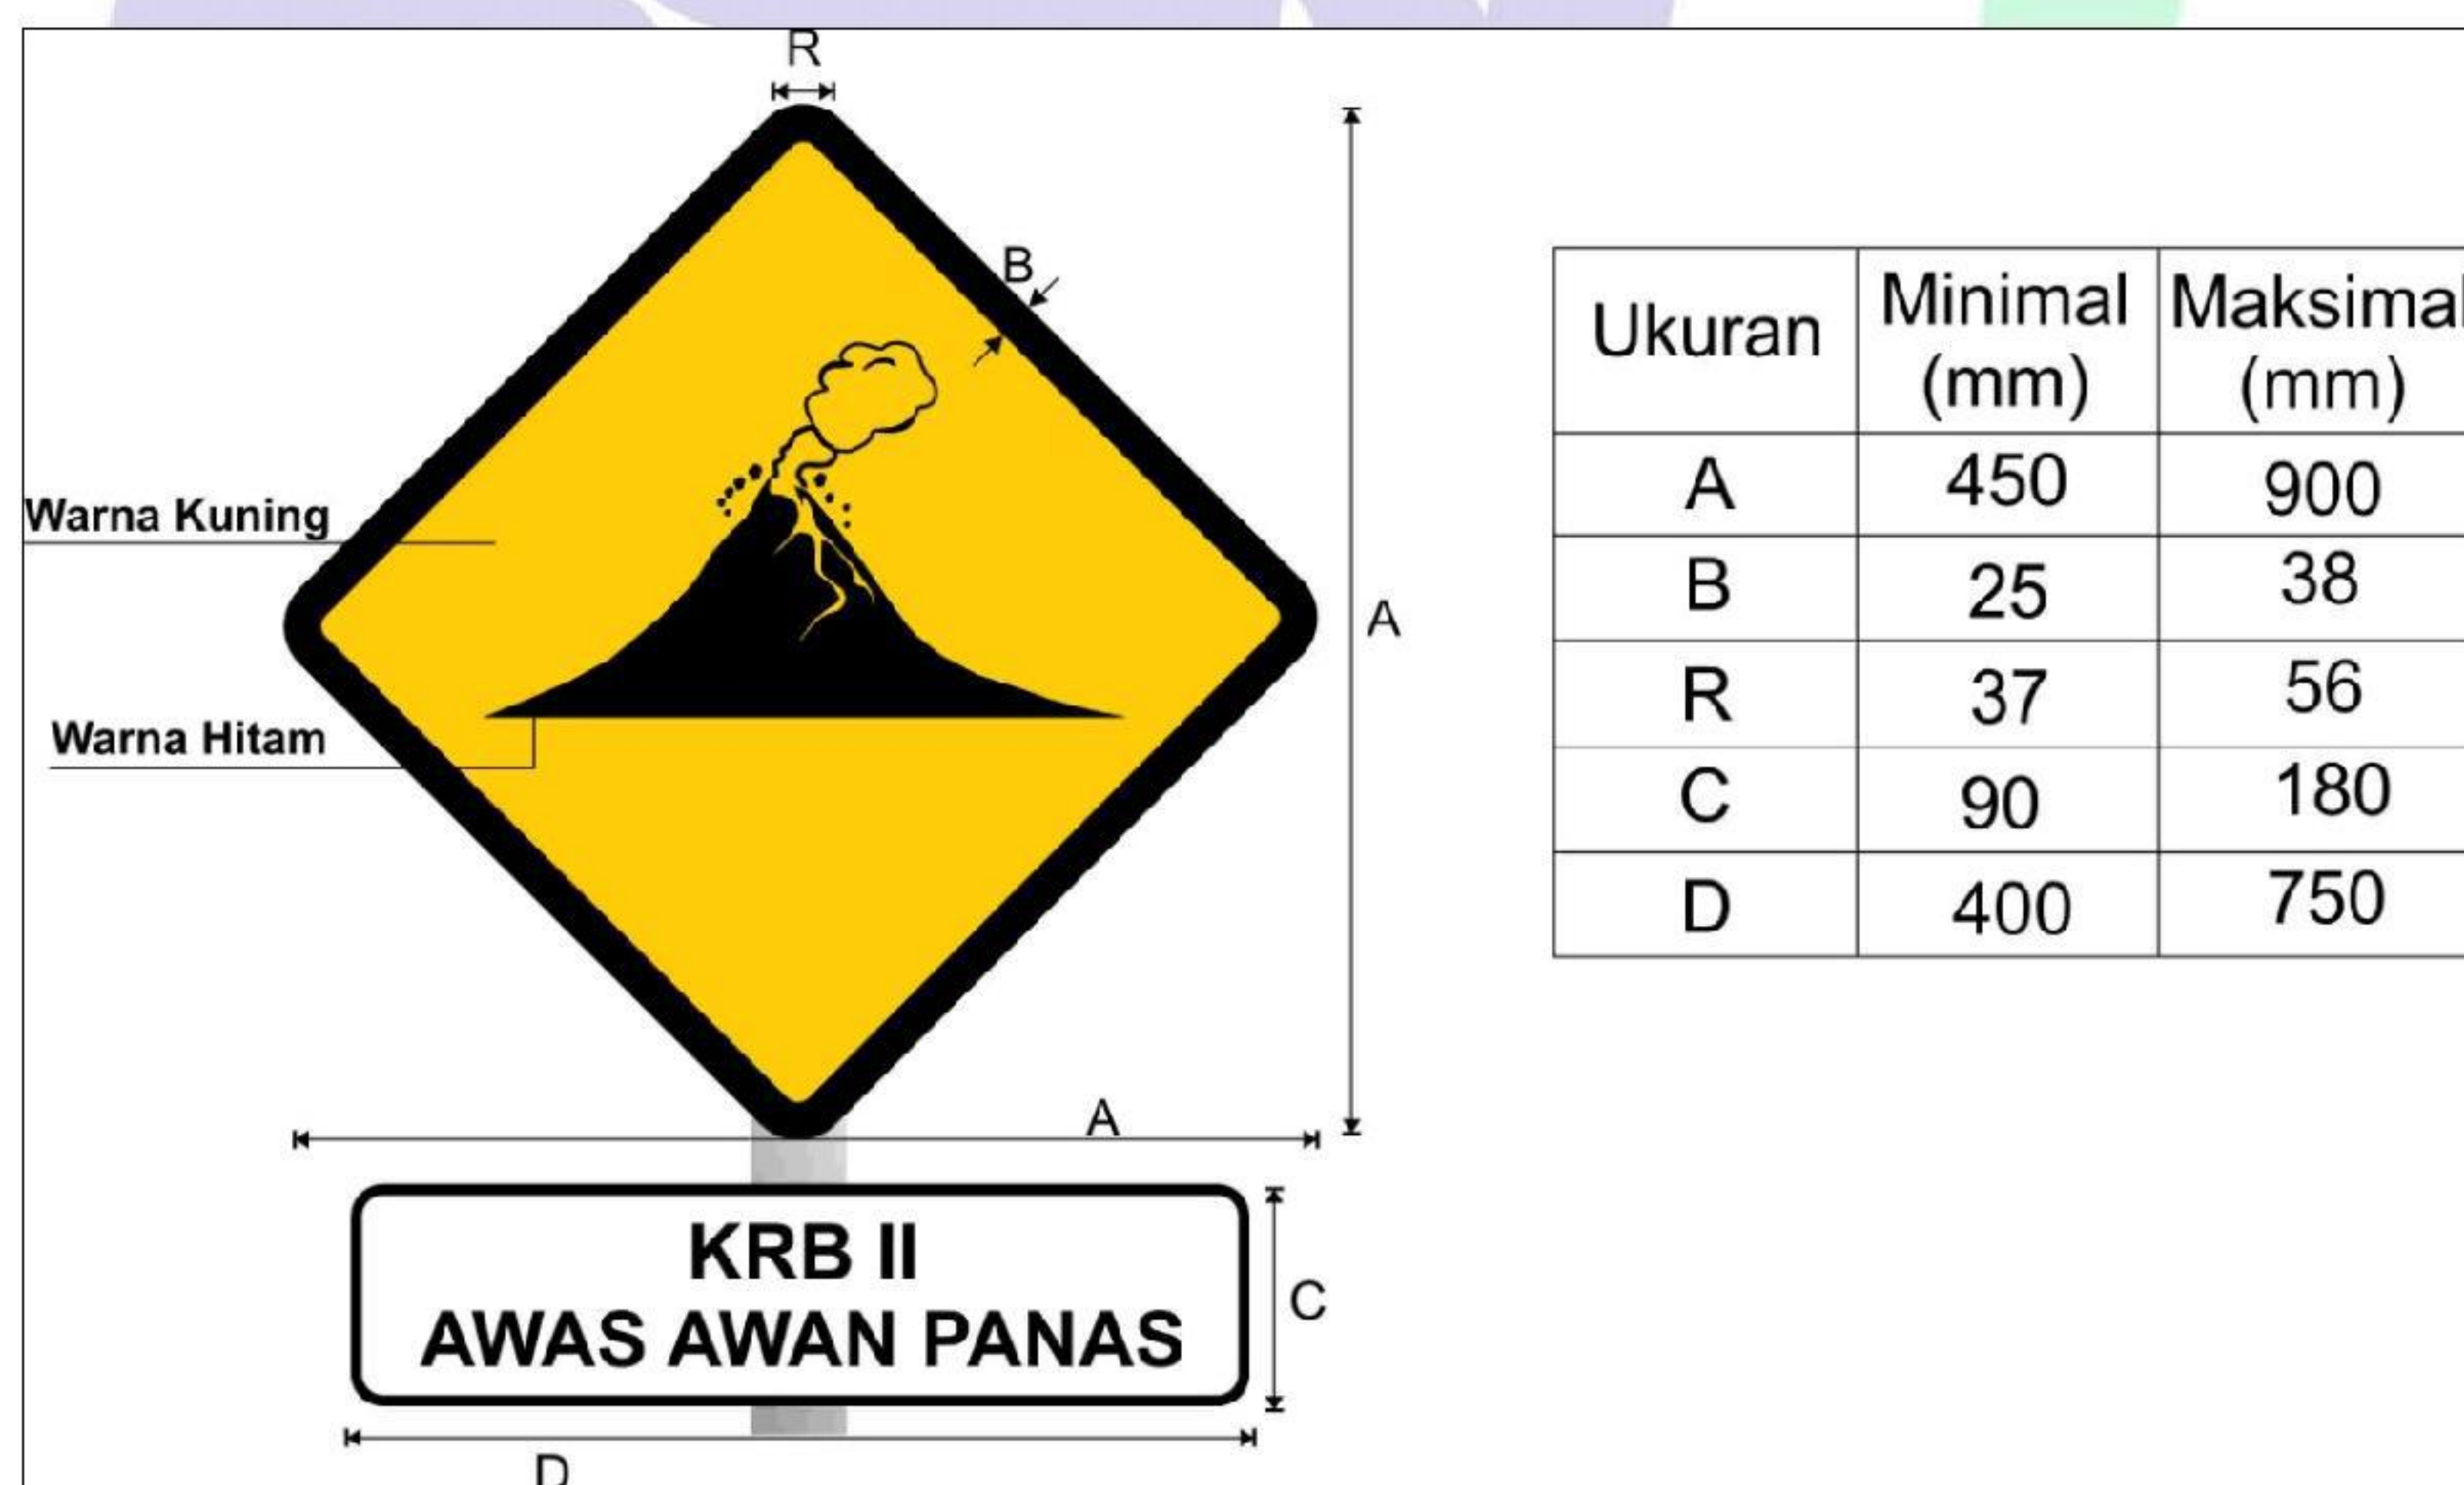 R
B
A
Warna Kuning
Warna Hitam
A
KRB II
AWAS AWAN PANAS
C
D
Ukuran Minimal (mm) Maksimal (mm)
A 450 900
B 25 38
R 37 56
C 90 180
D 400 750